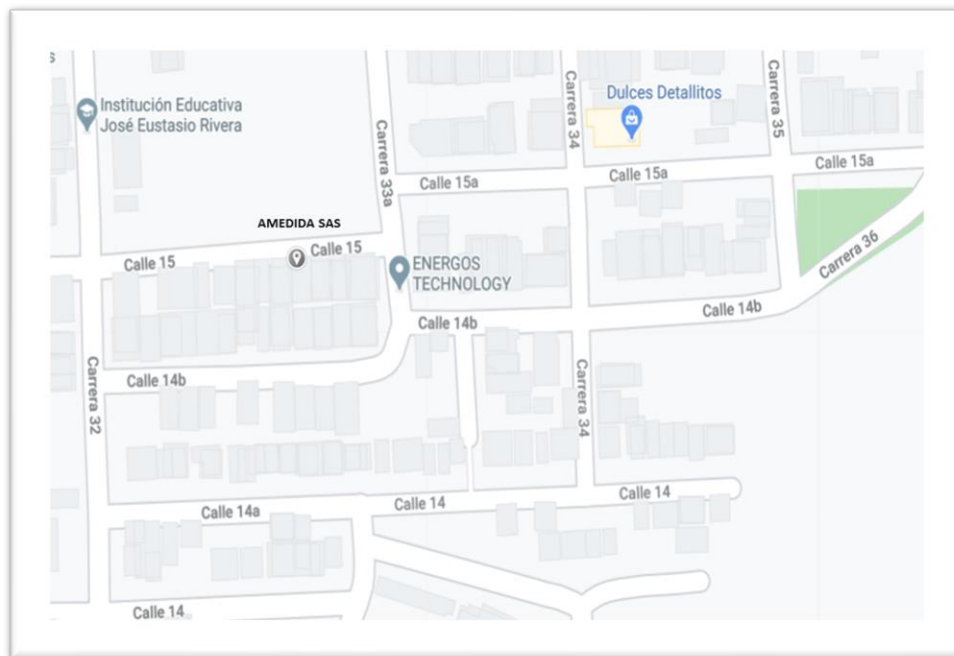 s
Institución Educativa
José Eustasio Rivera
Carrera 33a
Carrera 34
Dulces Detallitos
Carrera 35
Calle 15a
Calle 15a
Calle 15a
AMEDIDA SAS
Calle 15
Calle 15
ENERGOS
TECHNOLOGY
Carrera 36
Calle 14b
Calle 14b
Calle 14b
Carrera 32
Carrera 34
Calle 14a
Calle 14
Calle 14
Calle 14